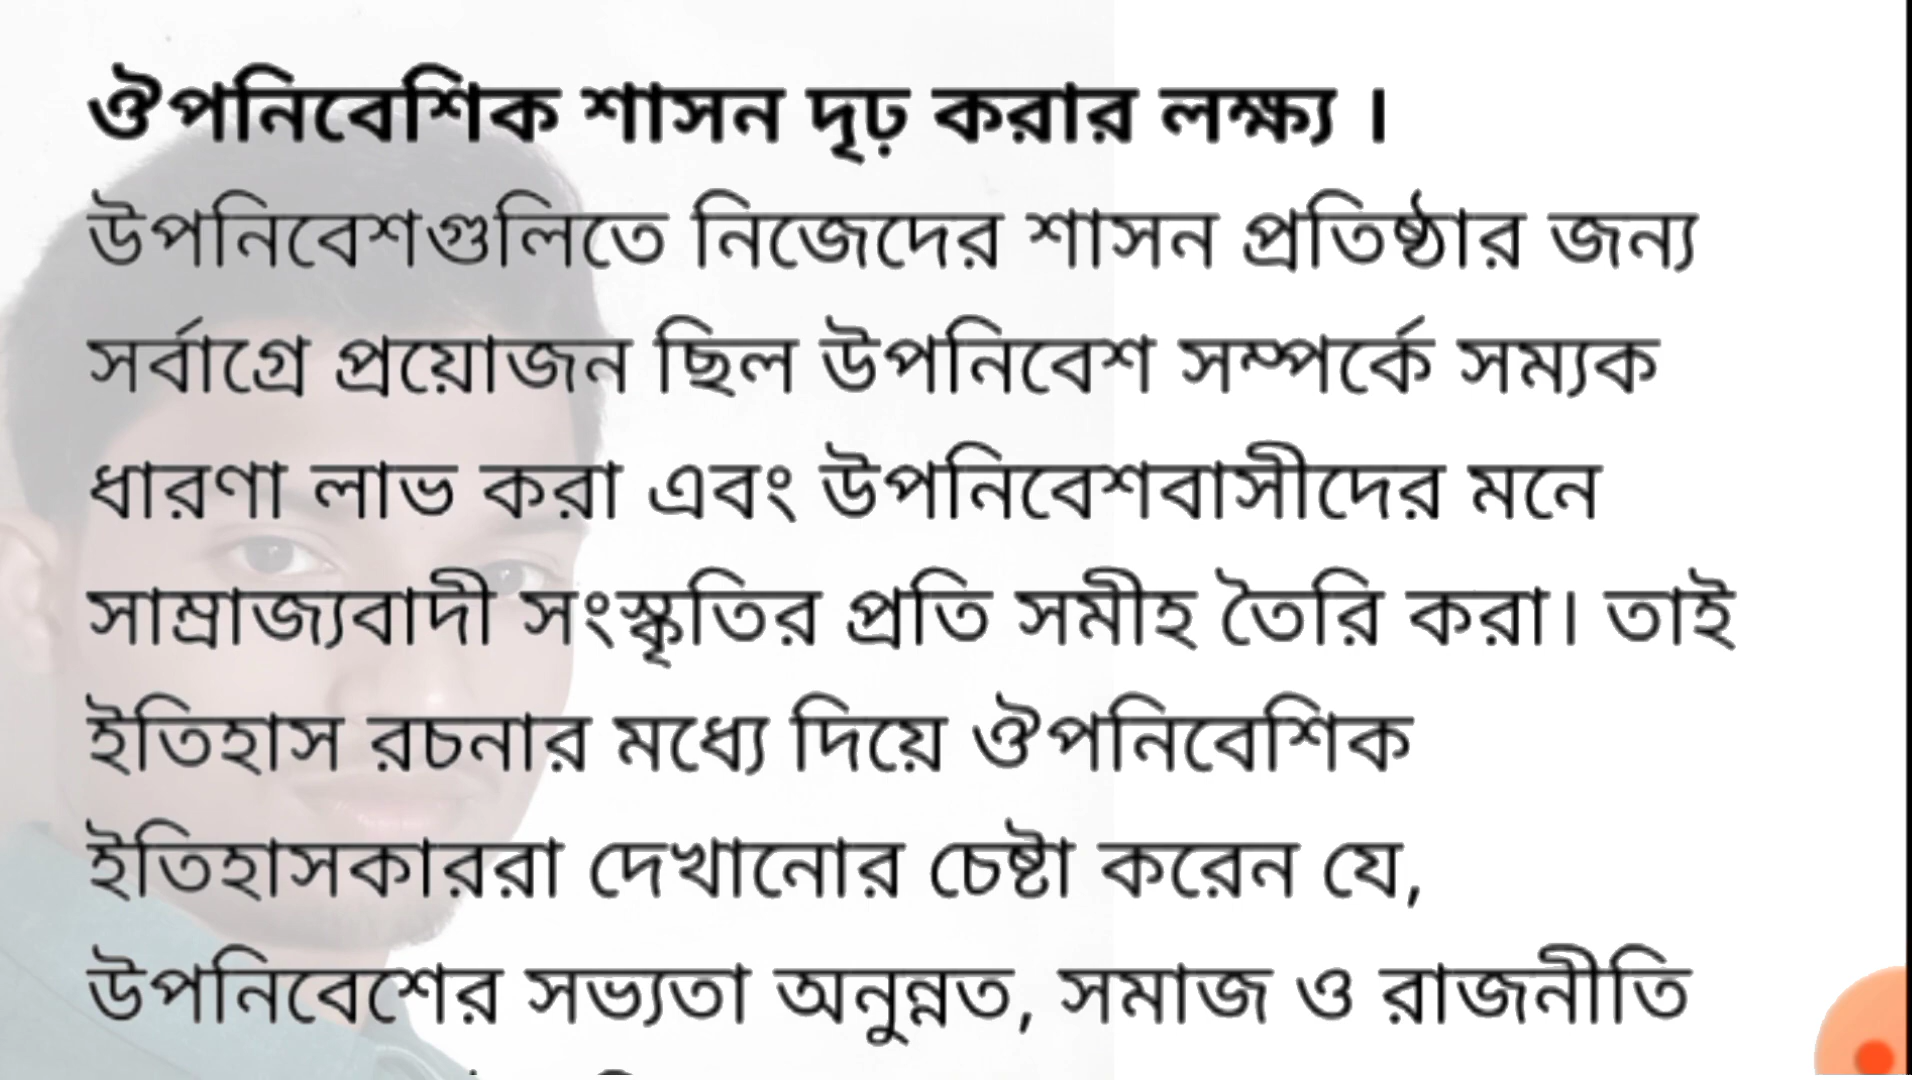 ঔপনিবেশিক শাসন দৃঢ় করার লক্ষ্য ।
উপনিবেশগুলিতে নিজেদের শাসন প্রতিষ্ঠার জন্য
সর্বাগ্রে প্রয়োজন ছিল উপনিবেশ সম্পর্কে সম্যক
ধারণা লাভ করা এবং উপনিবেশবাসীদের মনে
সাম্রাজ্যবাদী সংস্কৃতির প্রতি সমীহ তৈরি করা। তাই
ইতিহাস রচনার মধ্যে দিয়ে ঔপনিবেশিক
ইতিহাসকাররা দেখানোর চেষ্টা করেন যে,
উপনিবেশের সভ্যতা অনুন্নত, সমাজ ও রাজনীতি